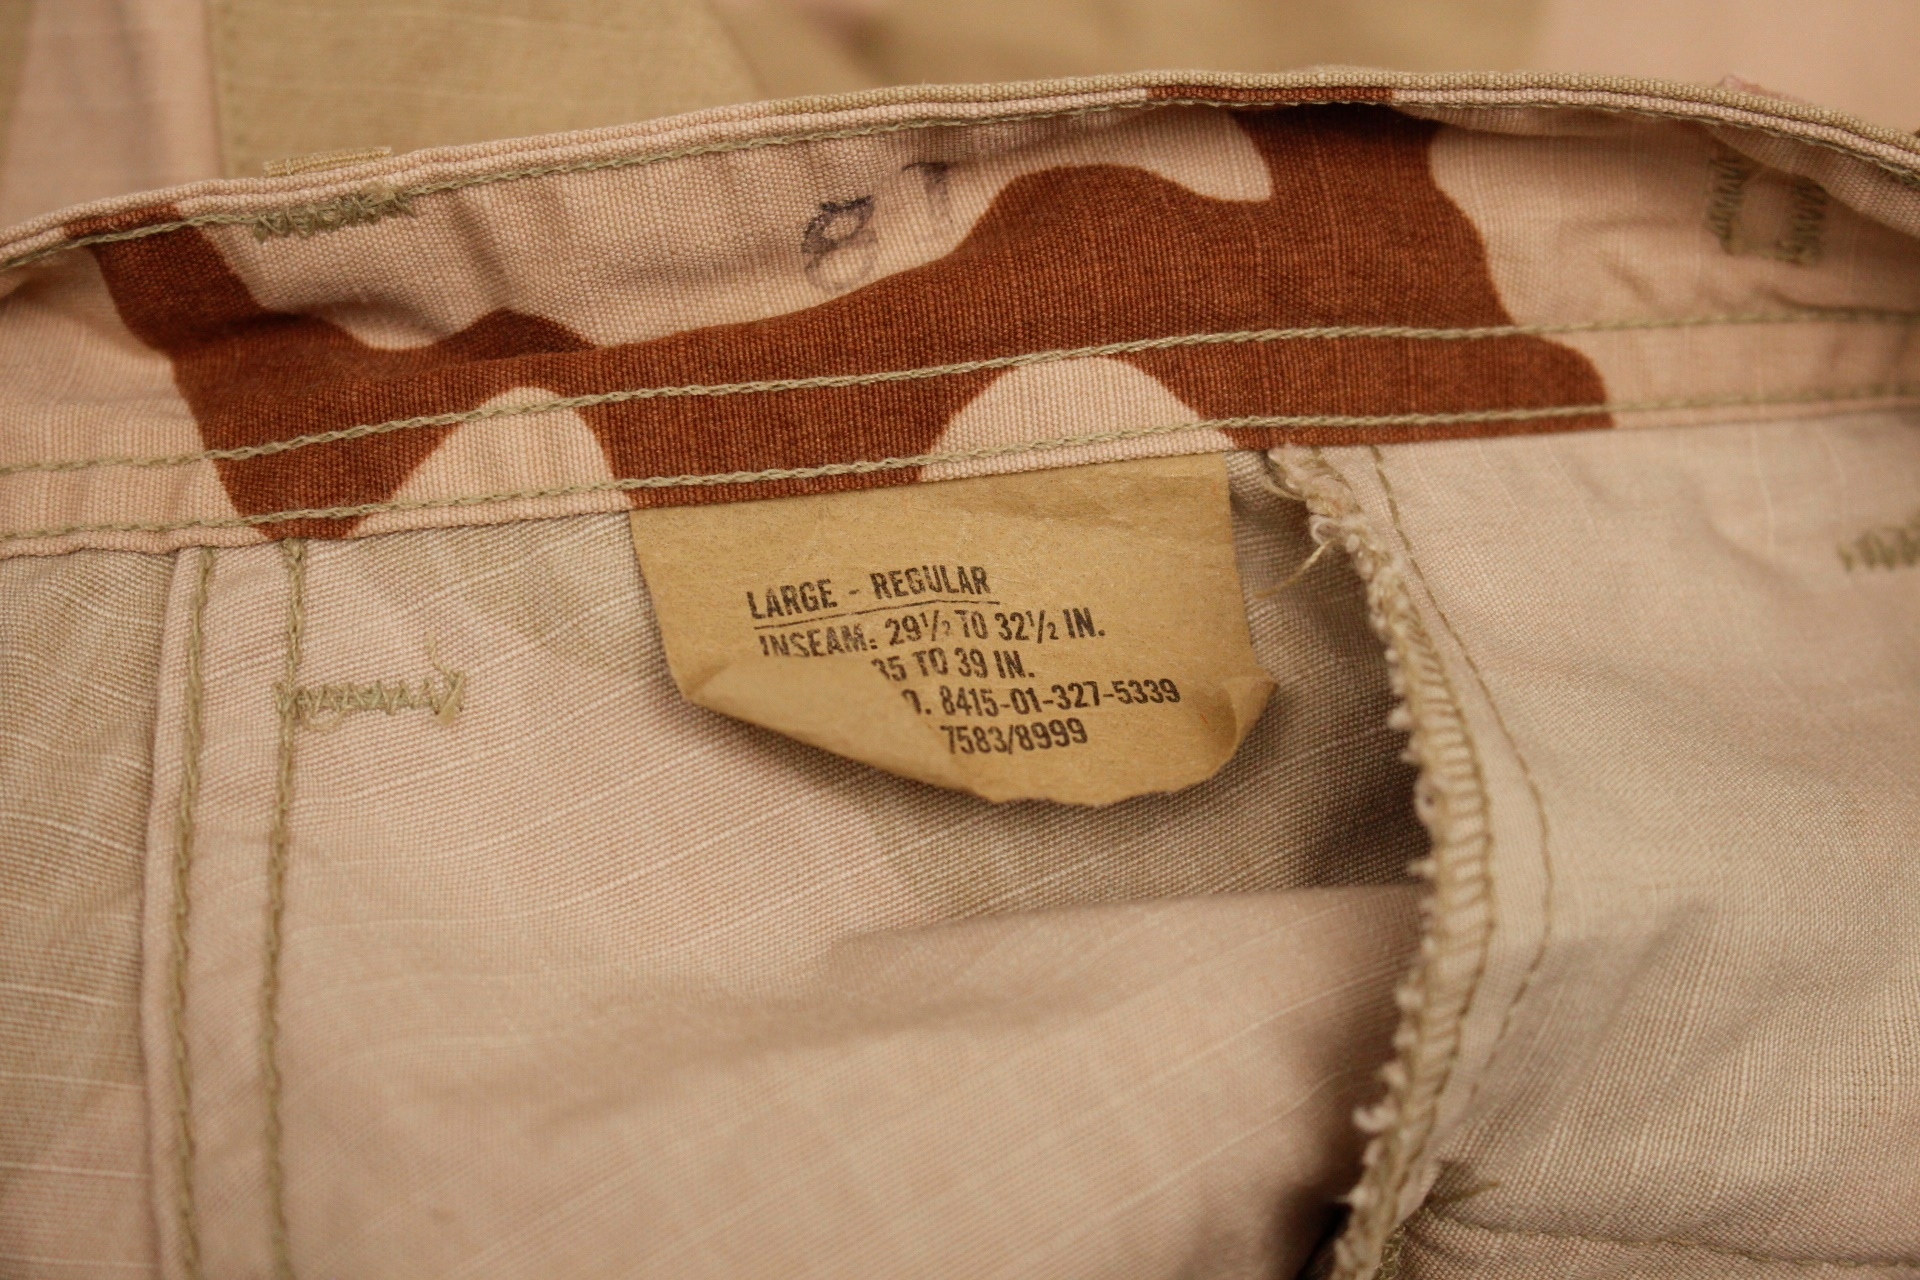 LARGE - REGULAR
INSEAM: 29½ TO 32½ IN.
35 TO 39 IN.
8415-01-327-5339
7583/8999